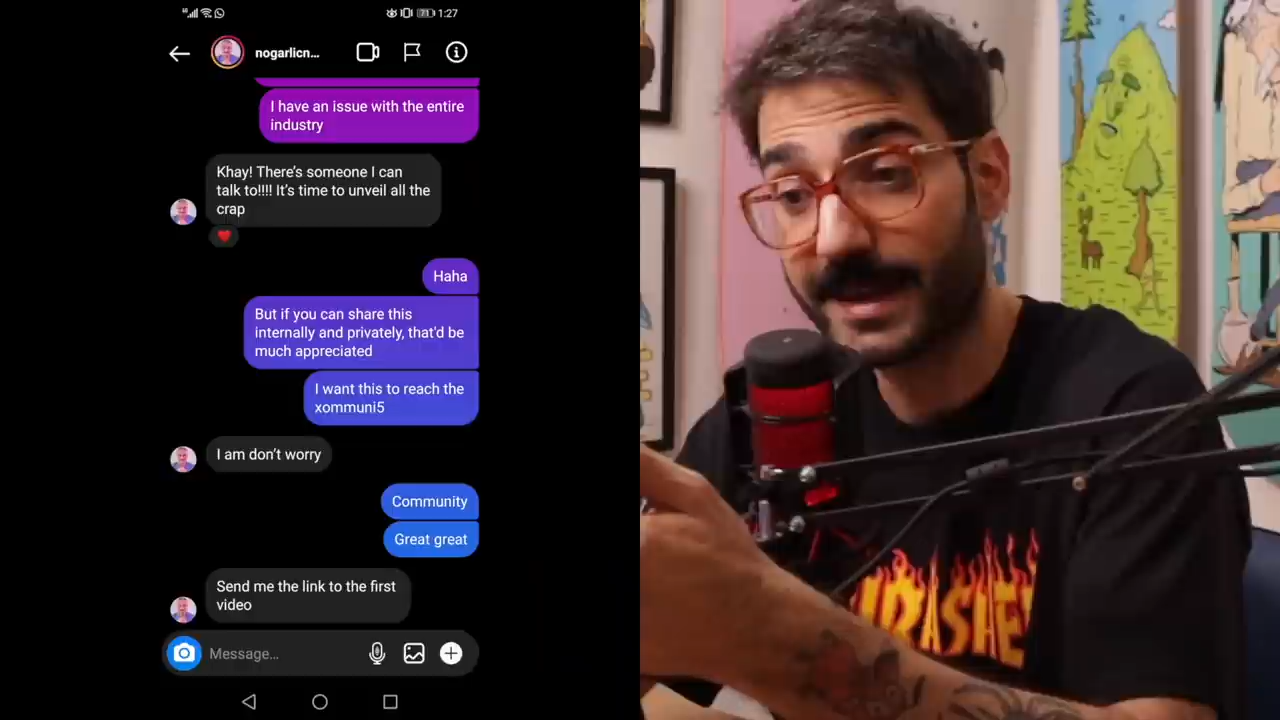 1:27
nogarlicn...
I have an issue with the entire
industry
Khay! There's someone I can
talk to!!!! It's time to unveil all the
crap
Haha
But if you can share this
internally and privately, that'd be
much appreciated
I want this to reach the
xommuni5
I am don't worry
Community
Great great
Send me the link to the first
video
Message...